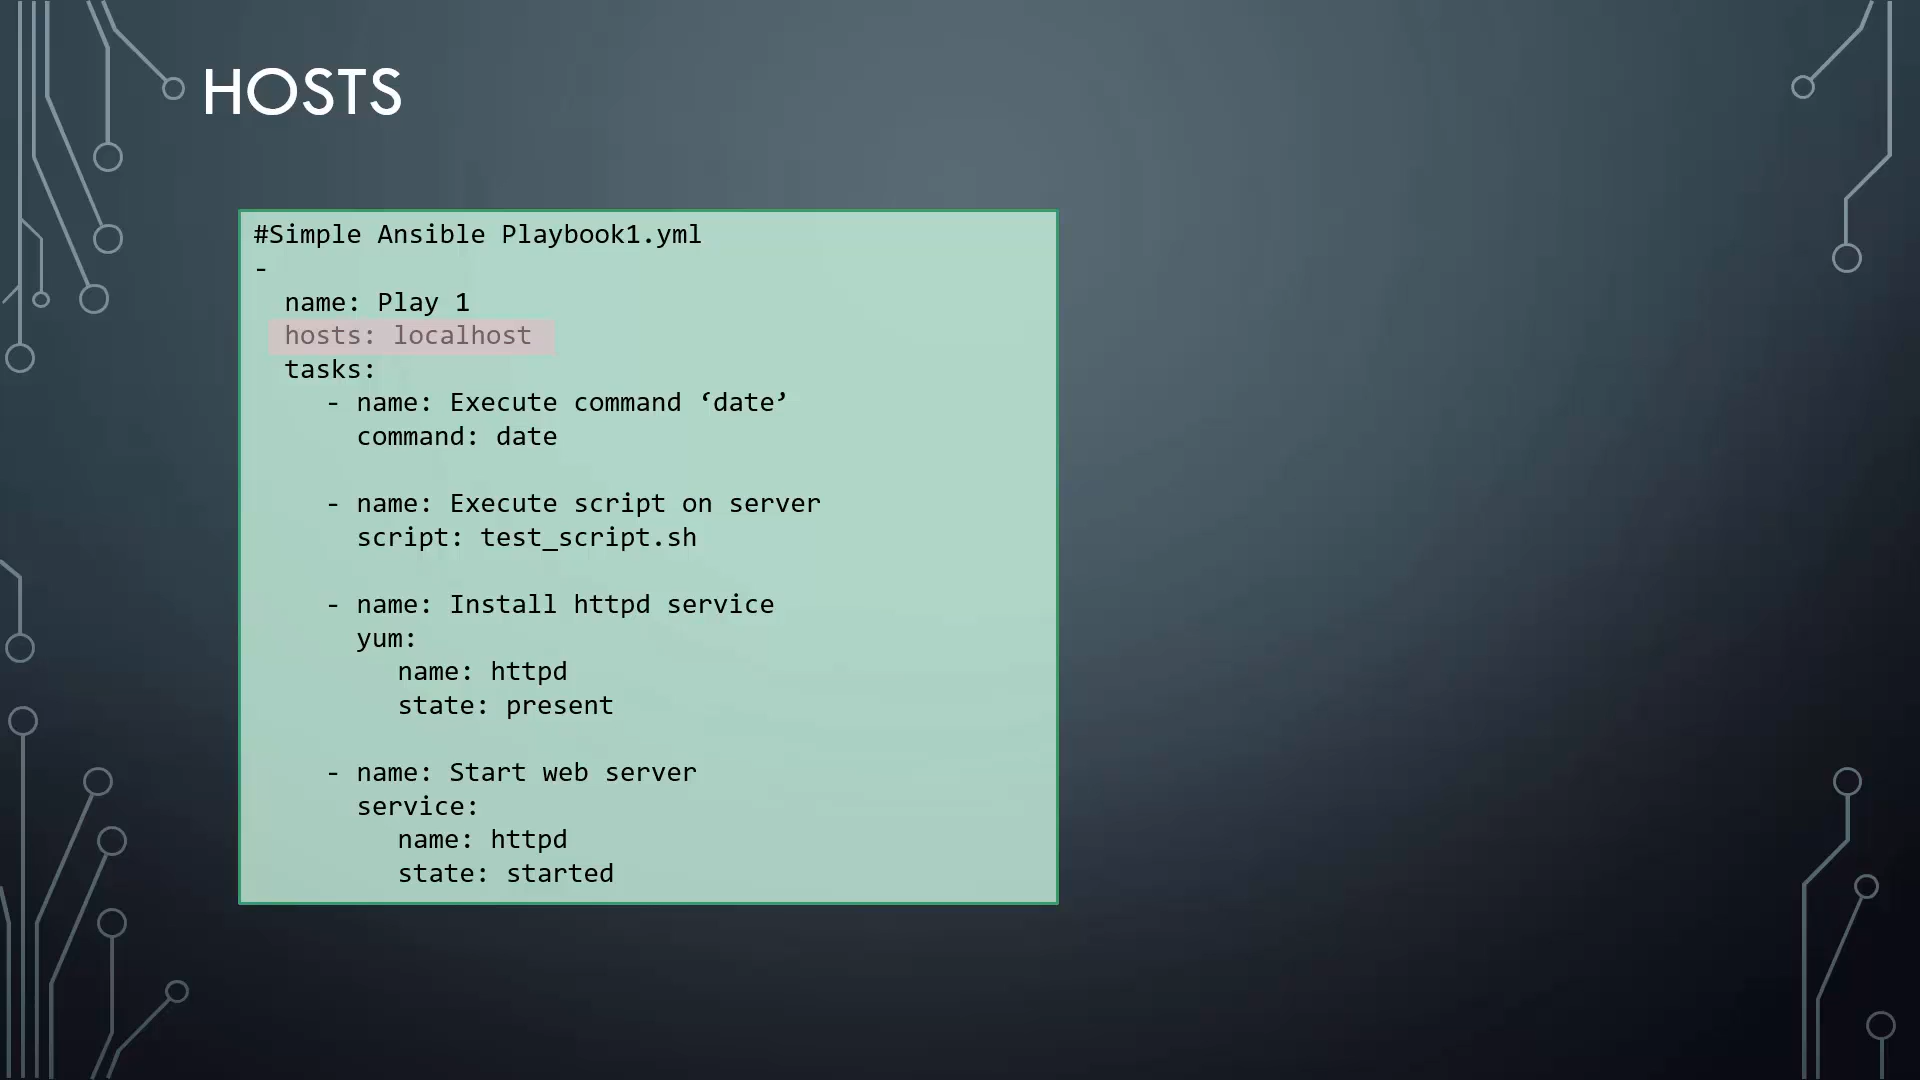 HOSTS
#Simple Ansible Playbook1.yml
-
name: Play 1
hosts: localhost
tasks:
- name: Execute command ‘date’
command: date
- name: Execute script on server
script: test_script.sh
- name: Install httpd service
yum:
name: httpd
state: present
- name: Start web server
service:
name: httpd
state: started